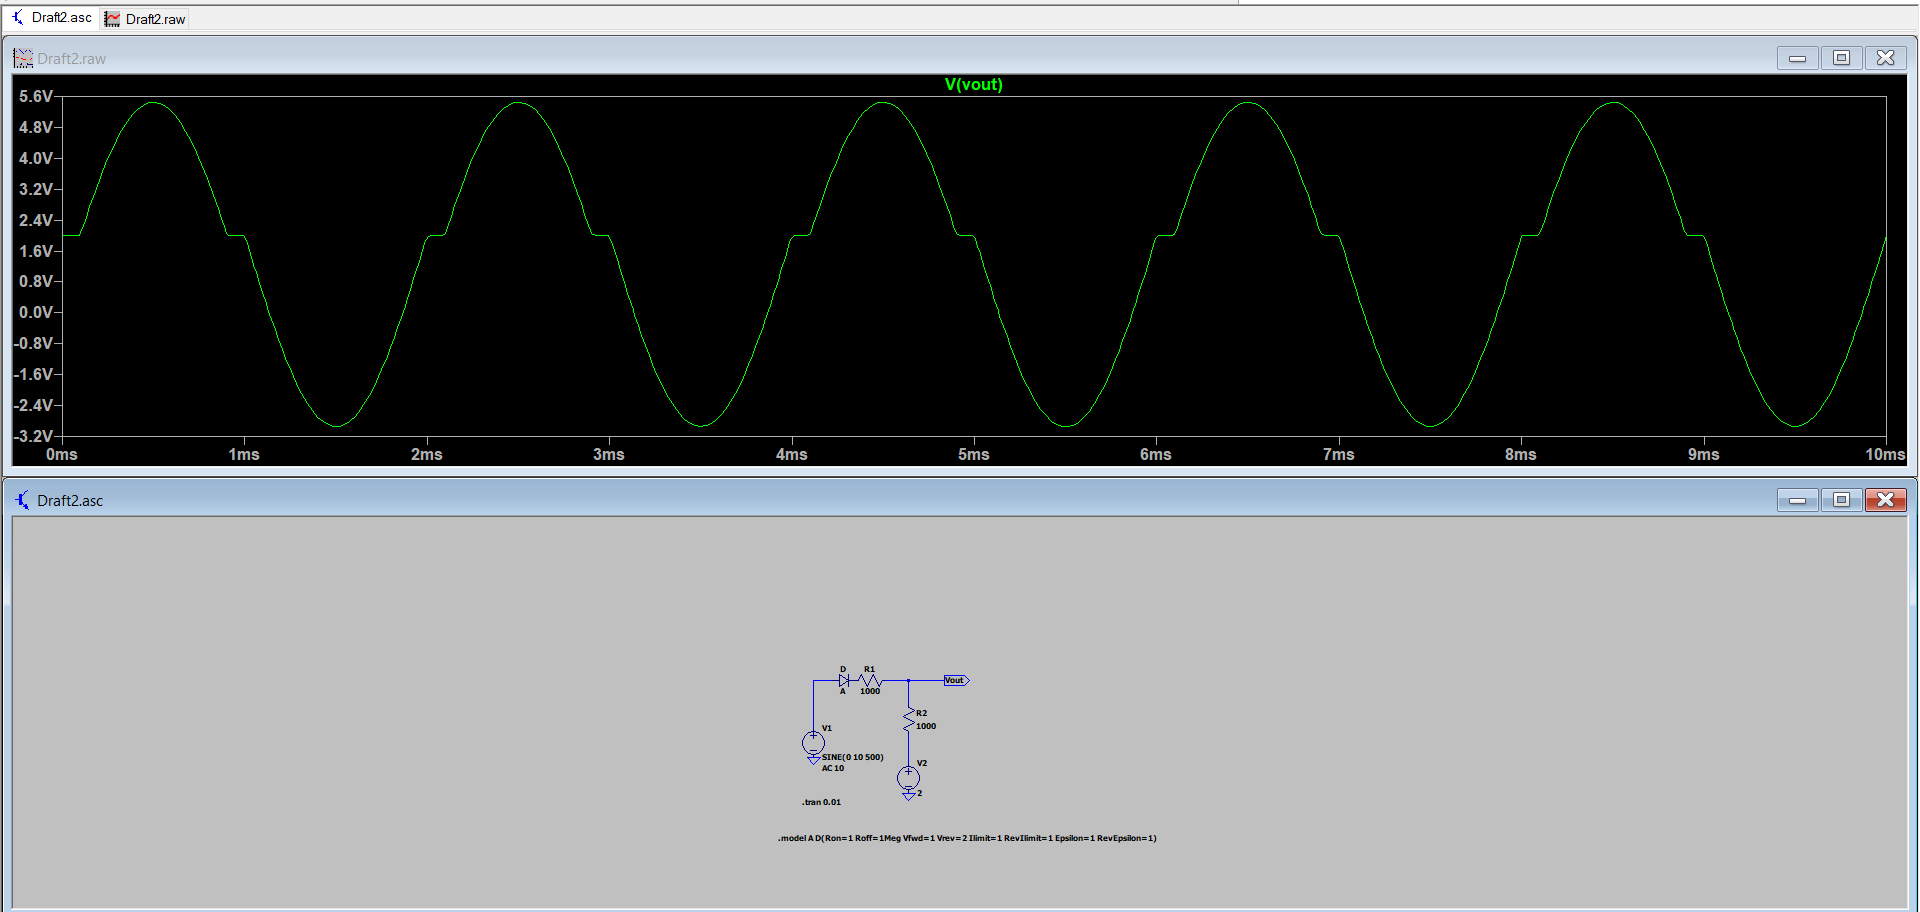 Draft2.asc Draft2.raw
Draft2.raw
V(vout)
5.6V
4.8V
4.0V
3.2V
2.4V
1.6V
0.8V
0.0V
-0.8V
-1.6V
-2.4V
-3.2V
0ms 1ms 2ms 3ms 4ms 5ms 6ms 7ms 8ms 9ms 10ms
Draft2.asc
D R1
A 1000
Vout
R2
1000
V1
SINE(0 10 500)
AC 10
V2
2
.tran 0.01
.model A D(Ron=1 Roff=1Meg Vfwd=1 Vrev=2 Ilimit=1 RevIlimit=1 Epsilon=1 RevEpsilon=1)